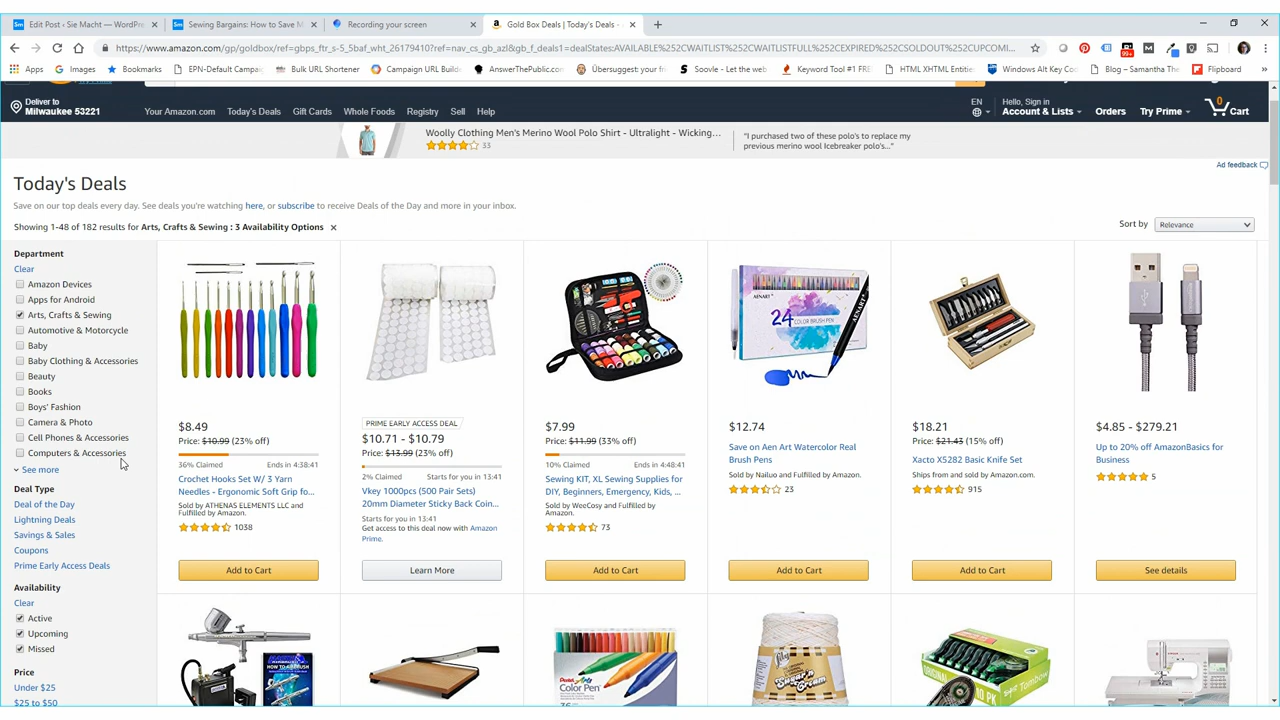 Edit Post ‹ Sie Macht — WordPre
Sewing Bargains: How to Save M
Recording your screen
Gold Box Deals | Today's Deals -
https://www.amazon.com/gp/goldbox/ref=gbps_ftr_s-5_5baf_wht_26179410?ref=nav_cs_gb_azl&gb_f_deals1=dealStates:AVAILABLE%252CWAITLIST%252CWAITLISTFULL%252CEXPIRED%252CSOLDOUT%252CUPCOMI...
99+
Apps
Images
Bookmarks
EPN-Default Campai
Bulk URL Shortener
Campaign URL Build
AnswerThePublic.com
Übersuggest: your fr
Soovle - Let the web
Keyword Tool #1 FRE
HTML XHTML Entitie
Windows Alt Key Co
Blog – Samantha The
Flipboard
»
Deliver to
Milwaukee 53221
Your Amazon.com
Today's Deals
Gift Cards
Whole Foods
Registry
Sell
Help
EN
Hello, Sign in
Account & Lists
Orders
Try Prime
0
Cart
Woolly Clothing Men's Merino Wool Polo Shirt - Ultralight - Wicking...
33
"I purchased two of these polo's to replace my
previous merino wool Icebreaker polo's..."
Ad feedback
Today's Deals
Save on our top deals every day. See deals you're watching here, or subscribe to receive Deals of the Day and more in your inbox.
Showing 1-48 of 182 results for Arts, Crafts & Sewing : 3 Availability Options
Sort by
Relevance
Department
Clear
Amazon Devices
Apps for Android
Arts, Crafts & Sewing
Automotive & Motorcycle
Baby
Baby Clothing & Accessories
Beauty
Books
Boys' Fashion
Camera & Photo
Cell Phones & Accessories
Computers & Accessories
See more
Deal Type
Deal of the Day
Lightning Deals
Savings & Sales
Coupons
Prime Early Access Deals
Availability
Clear
Active
Upcoming
Missed
Price
Under $25
$25 to $50
$8.49
Price: $10.99 (23% off)
36% Claimed
Ends in 4:38:41
Crochet Hooks Set W/ 3 Yarn
Needles - Ergonomic Soft Grip fo...
Sold by ATHENAS ELEMENTS LLC and
Fulfilled by Amazon.
1038
Add to Cart
PRIME EARLY ACCESS DEAL
$10.71 - $10.79
Price: $13.99 (23% off)
2% Claimed
Starts for you in 13:41
Vkey 1000pcs (500 Pair Sets)
20mm Diameter Sticky Back Coin...
Starts for you in 13:41
Get access to this deal now with Amazon
Prime.
Learn More
$7.99
Price: $11.99 (33% off)
10% Claimed
Ends in 4:48:41
Sewing KIT, XL Sewing Supplies for
DIY, Beginners, Emergency, Kids, ...
Sold by WeeCosy and Fulfilled by
Amazon.
73
Add to Cart
AENART
24 COLOR BRUSH PEN
$12.74
Save on Aen Art Watercolor Real
Brush Pens
Sold by Nailuo and Fulfilled by Amazon.
23
Add to Cart
$18.21
Price: $21.43 (15% off)
Xacto X5282 Basic Knife Set
Ships from and sold by Amazon.com.
915
Add to Cart
$4.85 - $279.21
Up to 20% off AmazonBasics for
Business
5
See details
HOW TO AIRBRUSH
Pentel Arts
Color Pen
36
Lily
Sugar'n
Cream
10 PK
Tombow